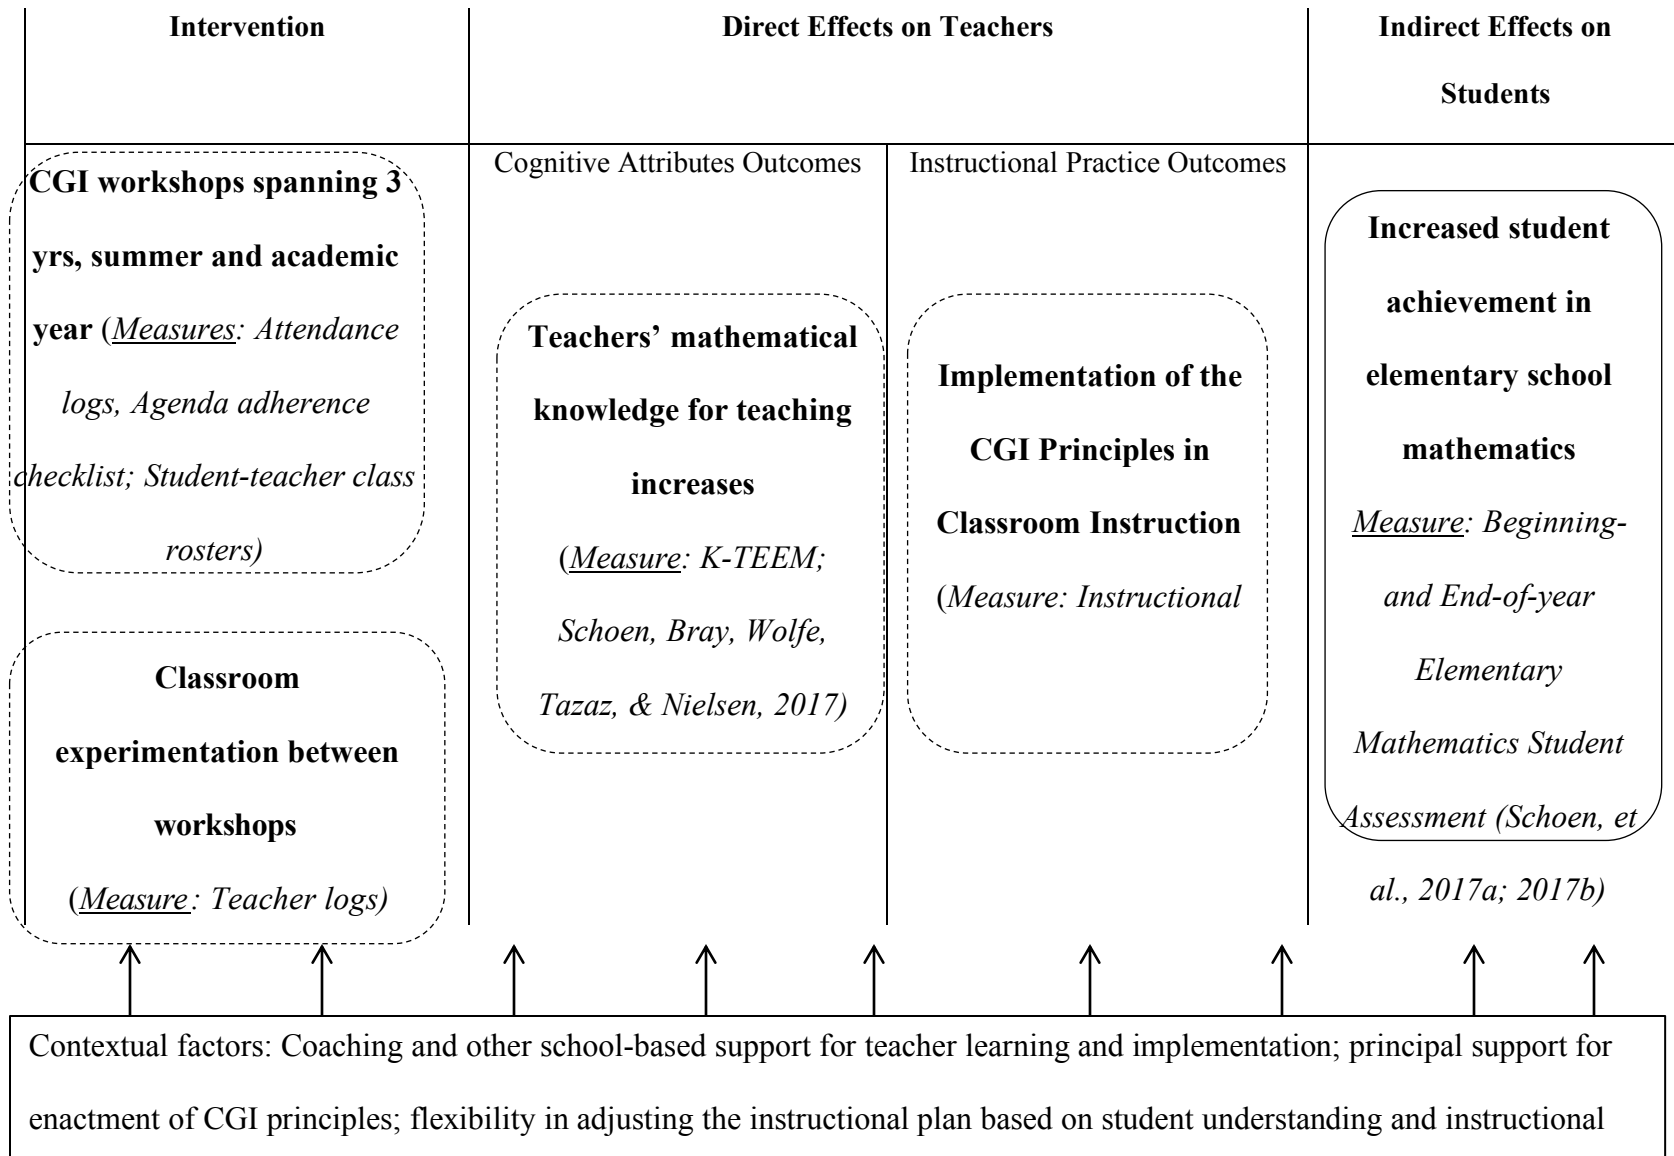 Intervention
Direct Effects on Teachers
Indirect Effects on
Students
CGI workshops spanning 3
yrs, summer and academic
year (Measures: Attendance
logs, Agenda adherence
checklist; Student-teacher class
rosters)
Classroom
experimentation between
workshops
(Measure: Teacher logs)
Cognitive Attributes Outcomes
Teachers’ mathematical
knowledge for teaching
increases
(Measure: K-TEEM;
Schoen, Bray, Wolfe,
Tazaz, & Nielsen, 2017)
Instructional Practice Outcomes
Implementation of the
CGI Principles in
Classroom Instruction
(Measure: Instructional
Increased student
achievement in
elementary school
mathematics
Measure: Beginning-
and End-of-year
Elementary
Mathematics Student
Assessment (Schoen, et
al., 2017a; 2017b)
Contextual factors: Coaching and other school-based support for teacher learning and implementation; principal support for
enactment of CGI principles; flexibility in adjusting the instructional plan based on student understanding and instructional